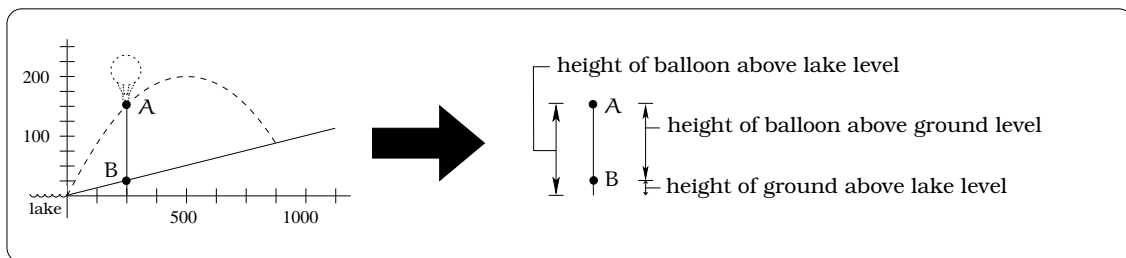 200
A
100
B
lake
500
1000
height of balloon above lake level
A
height of balloon above ground level
B
height of ground above lake level